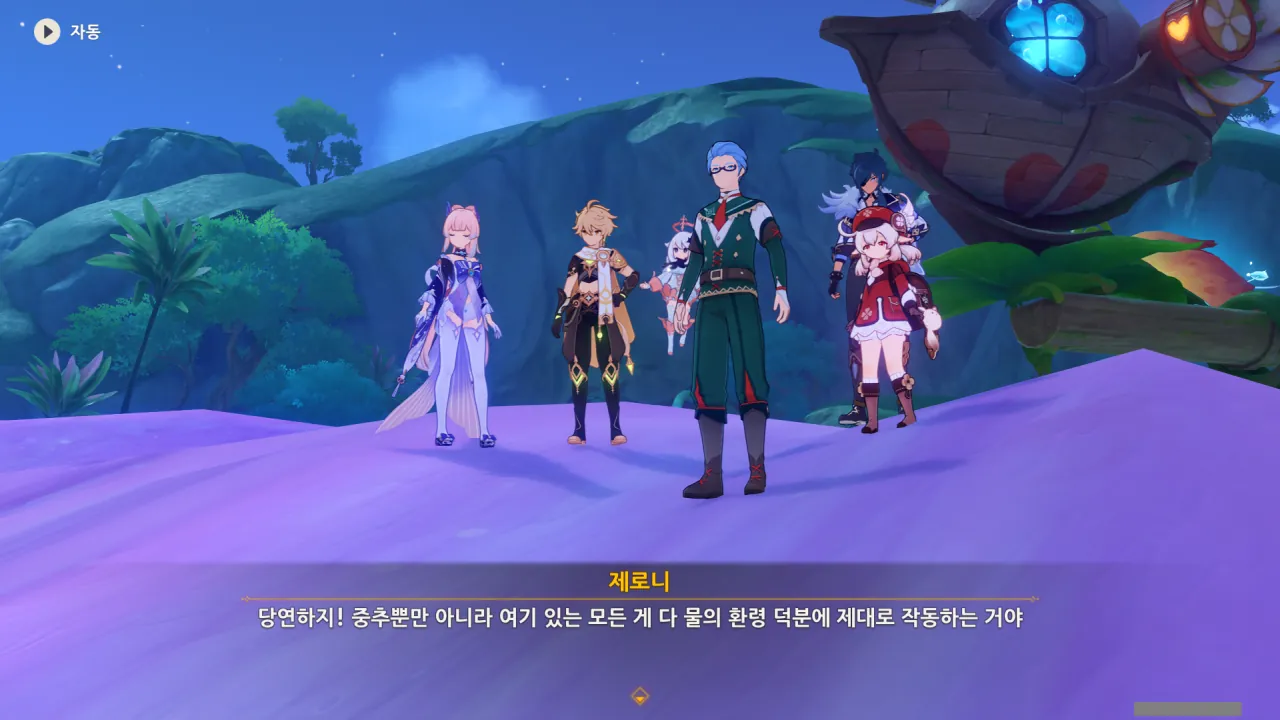 자동
제로니
당연하지! 중추뿐만 아니라 여기 있는 모든 게 다 물의 환령 덕분에 제대로 작동하는 거야